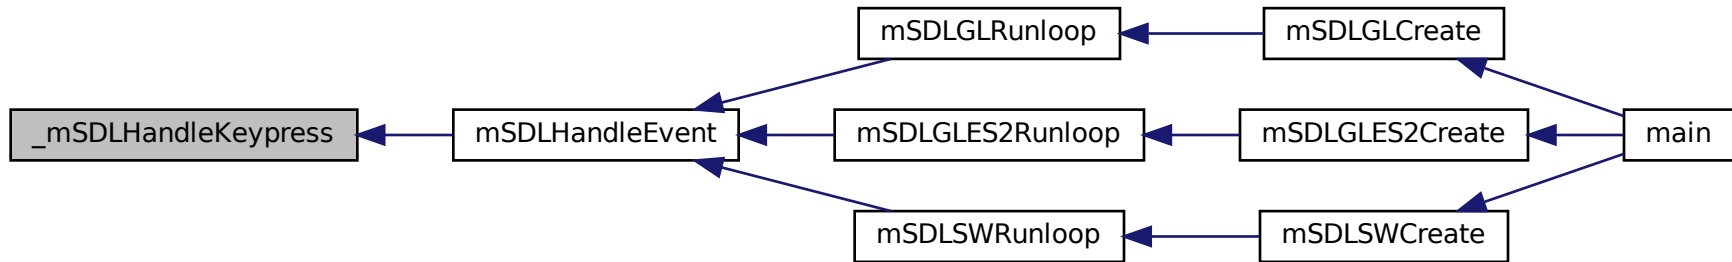 mSDLGLRunloop
mSDLGLCreate
_mSDLHandleKeypress
mSDLHandleEvent
mSDLGLES2Runloop
mSDLGLES2Create
main
mSDLSWRunloop
mSDLSWCreate